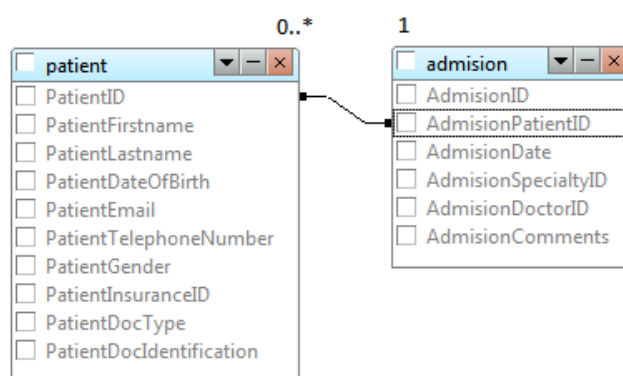 0..*
1
patient
PatientID
PatientFirstname
PatientLastname
PatientDateOfBirth
PatientEmail
PatientTelephoneNumber
PatientGender
PatientInsuranceID
PatientDocType
PatientDocIdentification
admision
AdmisionID
AdmisionPatientID
AdmisionDate
AdmisionSpecialtyID
AdmisionDoctorID
AdmisionComments